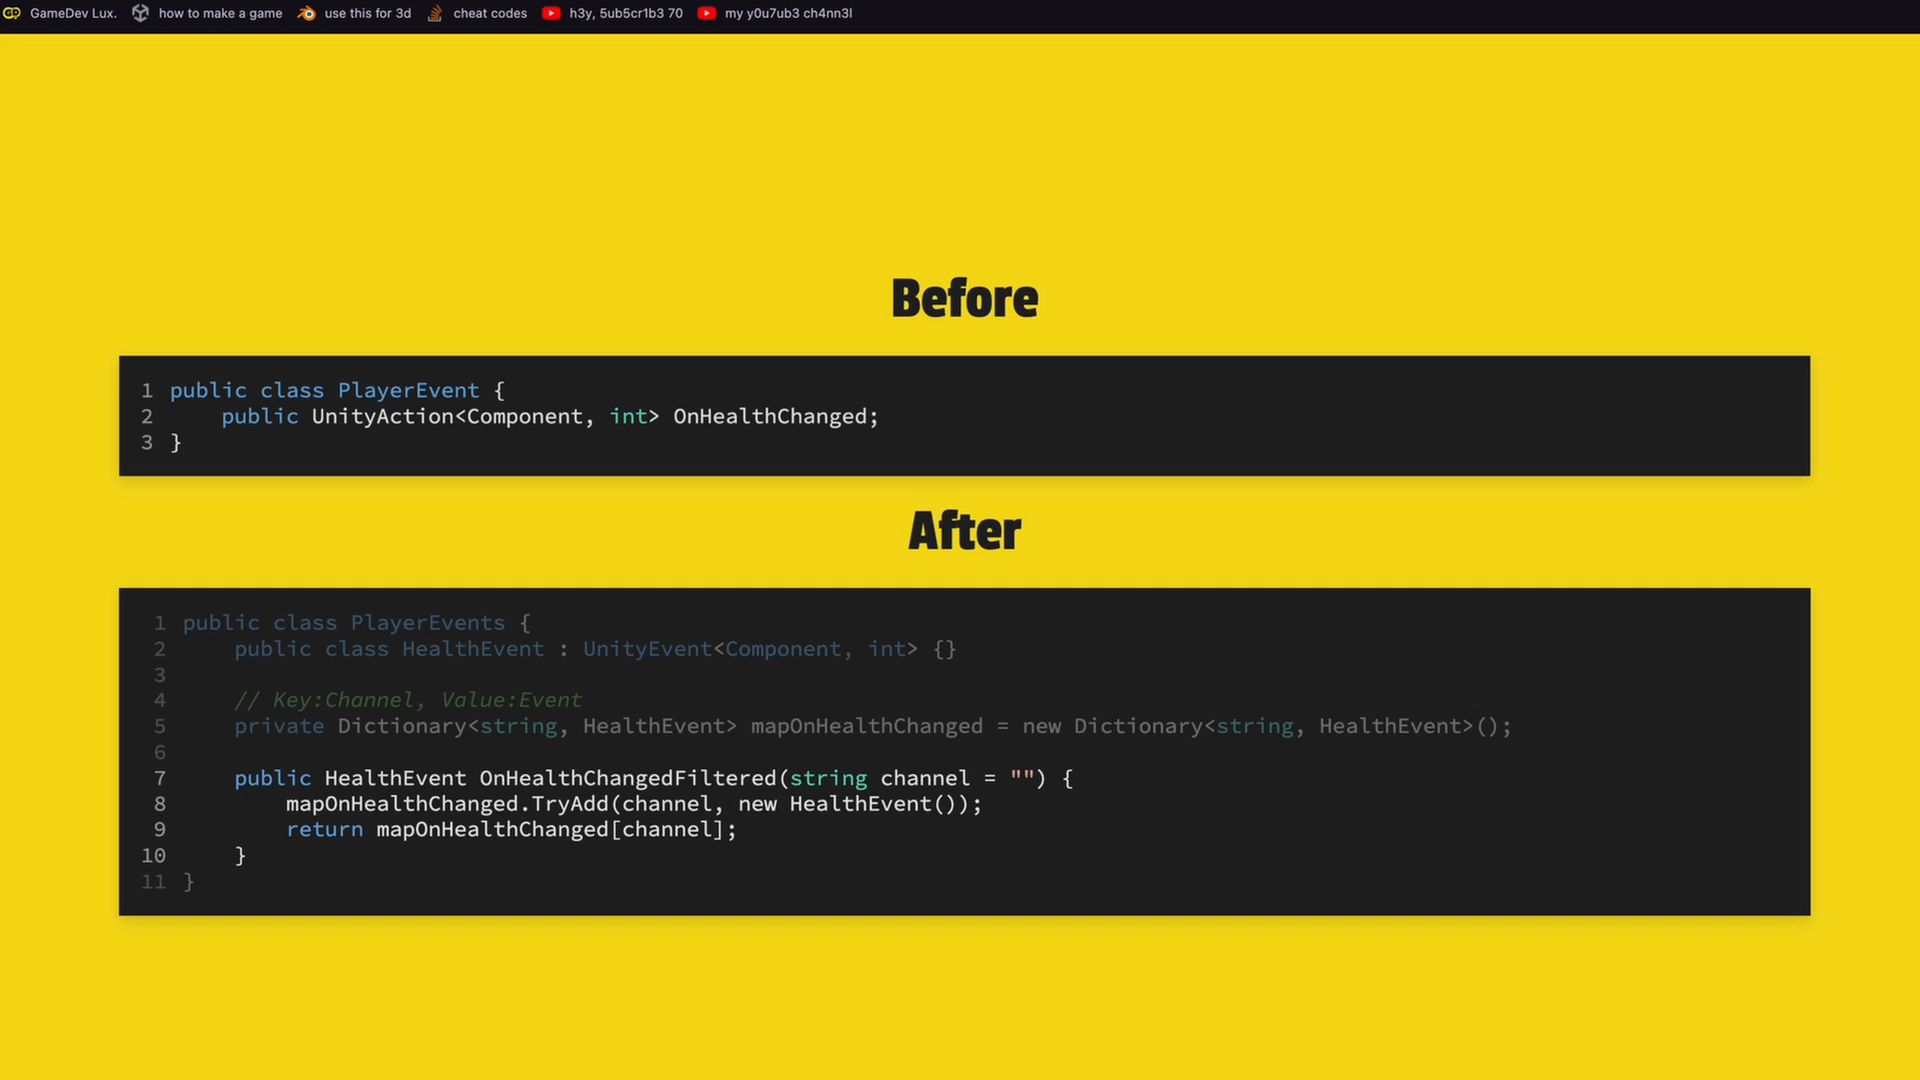 GameDev Lux. how to make a game use this for 3d cheat codes h3y, 5ub5cr1b3 70 my y0u7ub3 ch4nn3l
Before
1 public class PlayerEvent {
2     public UnityAction<Component, int> OnHealthChanged;
3 }
After
1 public class PlayerEvents {
2     public class HealthEvent : UnityEvent<Component, int> {}
3
4     // Key:Channel, Value:Event
5     private Dictionary<string, HealthEvent> mapOnHealthChanged = new Dictionary<string, HealthEvent>();
6
7     public HealthEvent OnHealthChangedFiltered(string channel = "") {
8         mapOnHealthChanged.TryAdd(channel, new HealthEvent());
9         return mapOnHealthChanged[channel];
10     }
11 }